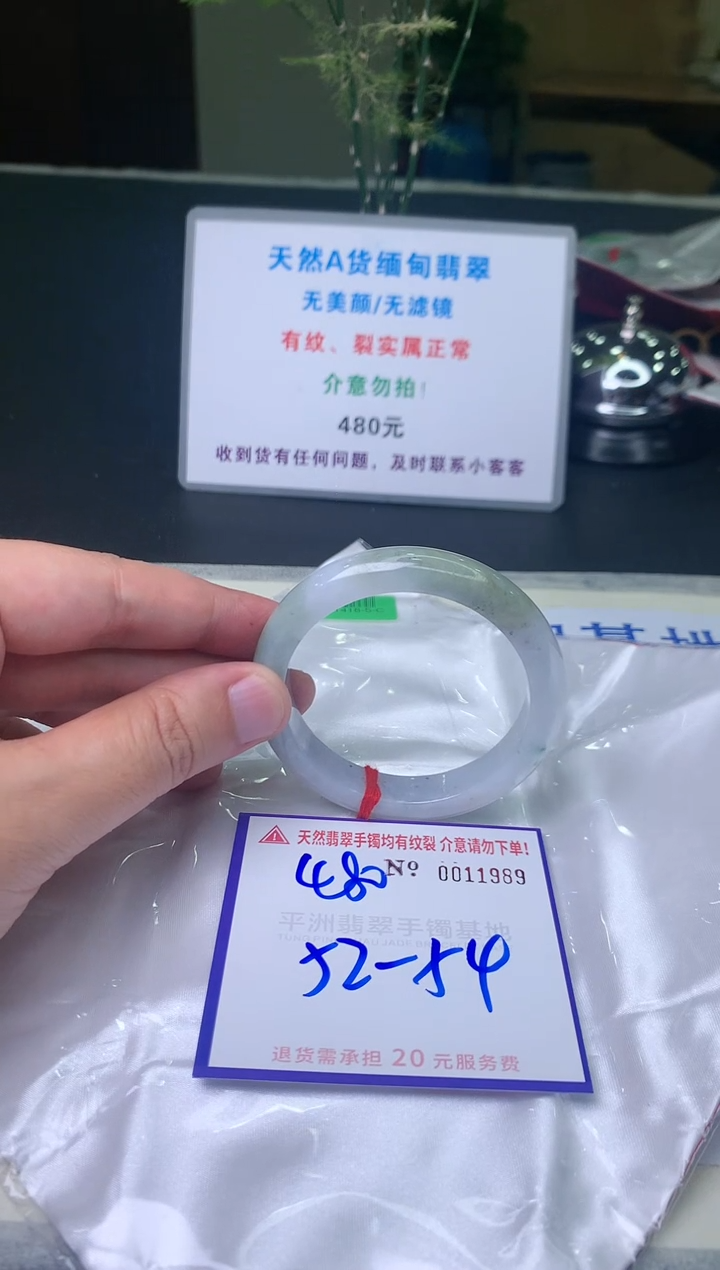 天然A货缅甸翡翠
无美颜/无滤镜
有纹、裂实属正常
介意勿拍！
480元
收到货有任何问题，及时联系小客客
天然翡翠手镯均有纹裂 介意请勿下单!
480 Nº 0011989
平洲翡翠手镯基地
52-54
退货需承担 20 元服务费